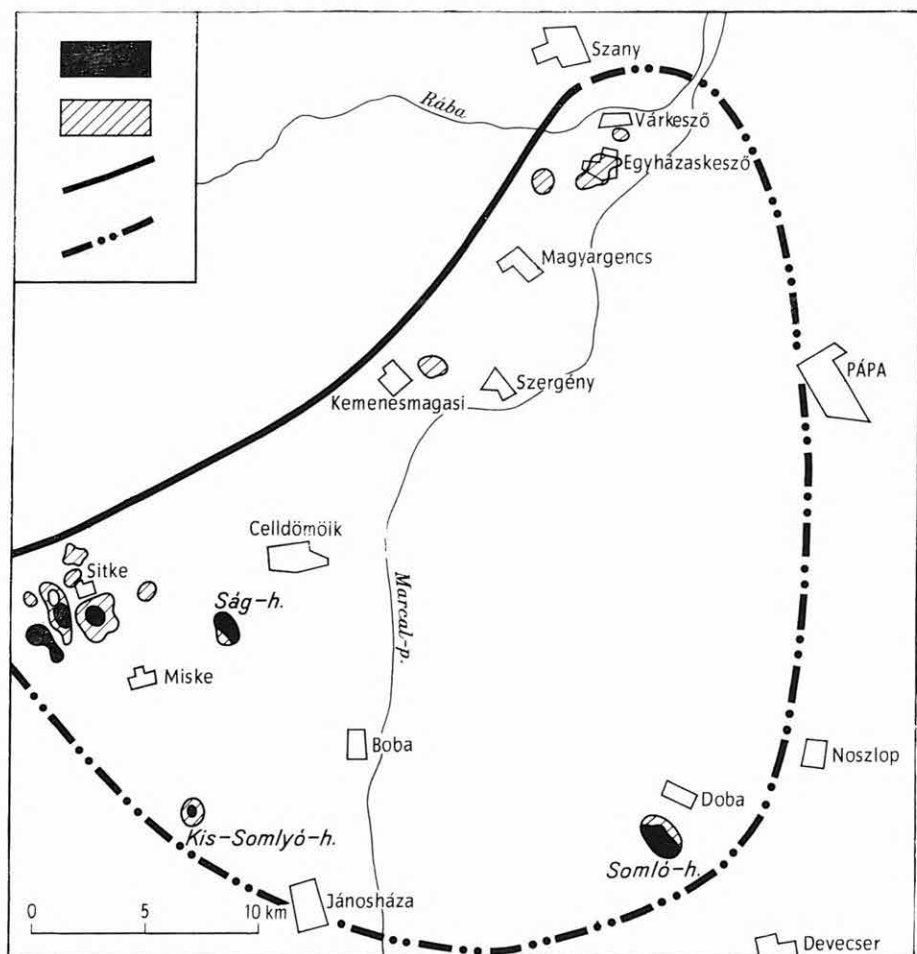 Szany
Rába
Várkesző
Egyházaskesző
Magyargencs
PÁPA
Szergény
Kemenesmagasi
Celldömöik
Sitke
Ság-h.
Marcal-p.
Miske
Boba
Noszlop
Doba
Kis-Somlyó-h.
Somló-h.
Jánosháza
0 5 10 km
Devecser